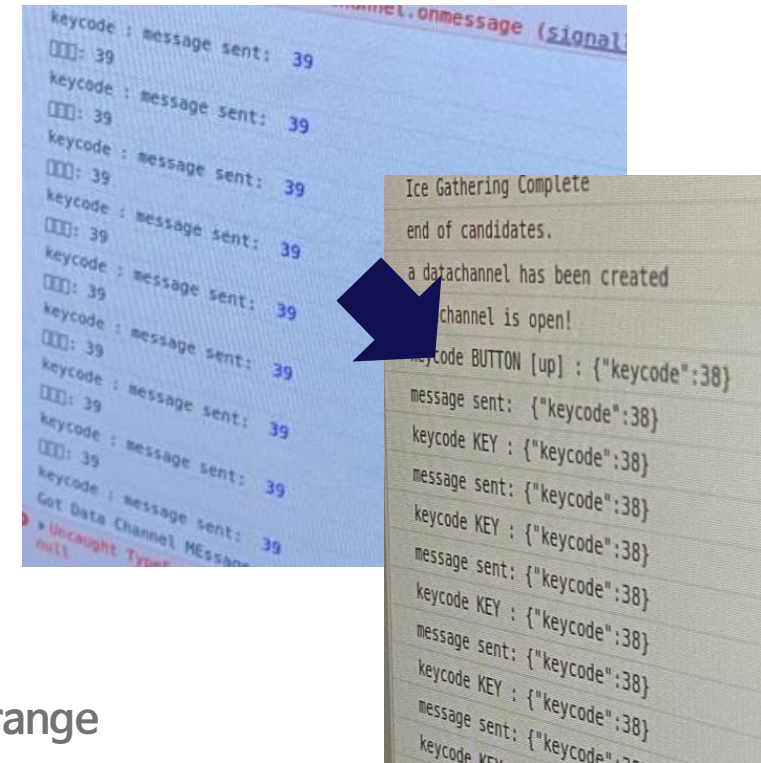 onmessage (signal
keycode : message sent: 39
: 39
keycode : message sent: 39
: 39
keycode : message sent: 39
: 39
keycode : message sent: 39
: 39
keycode : message sent: 39
: 39
keycode : message sent: 39
: 39
keycode : message sent: 39
: 39
keycode : message sent: 39
: 39
keycode : message sent: 39
Got Data Channel MEssage
Uncaught
null
Ice Gathering Complete
end of candidates.
a datachannel has been created
channel is open!
BUTTON [up] : {"keycode":38}
message sent: {"keycode":38}
keycode KEY : {"keycode":38}
message sent: {"keycode":38}
keycode KEY : {"keycode":38}
message sent: {"keycode":38}
keycode KEY : {"keycode":38}
message sent: {"keycode":38}
keycode KEY : {"keycode":38}
message sent: {"keycode":38}
keycode
range